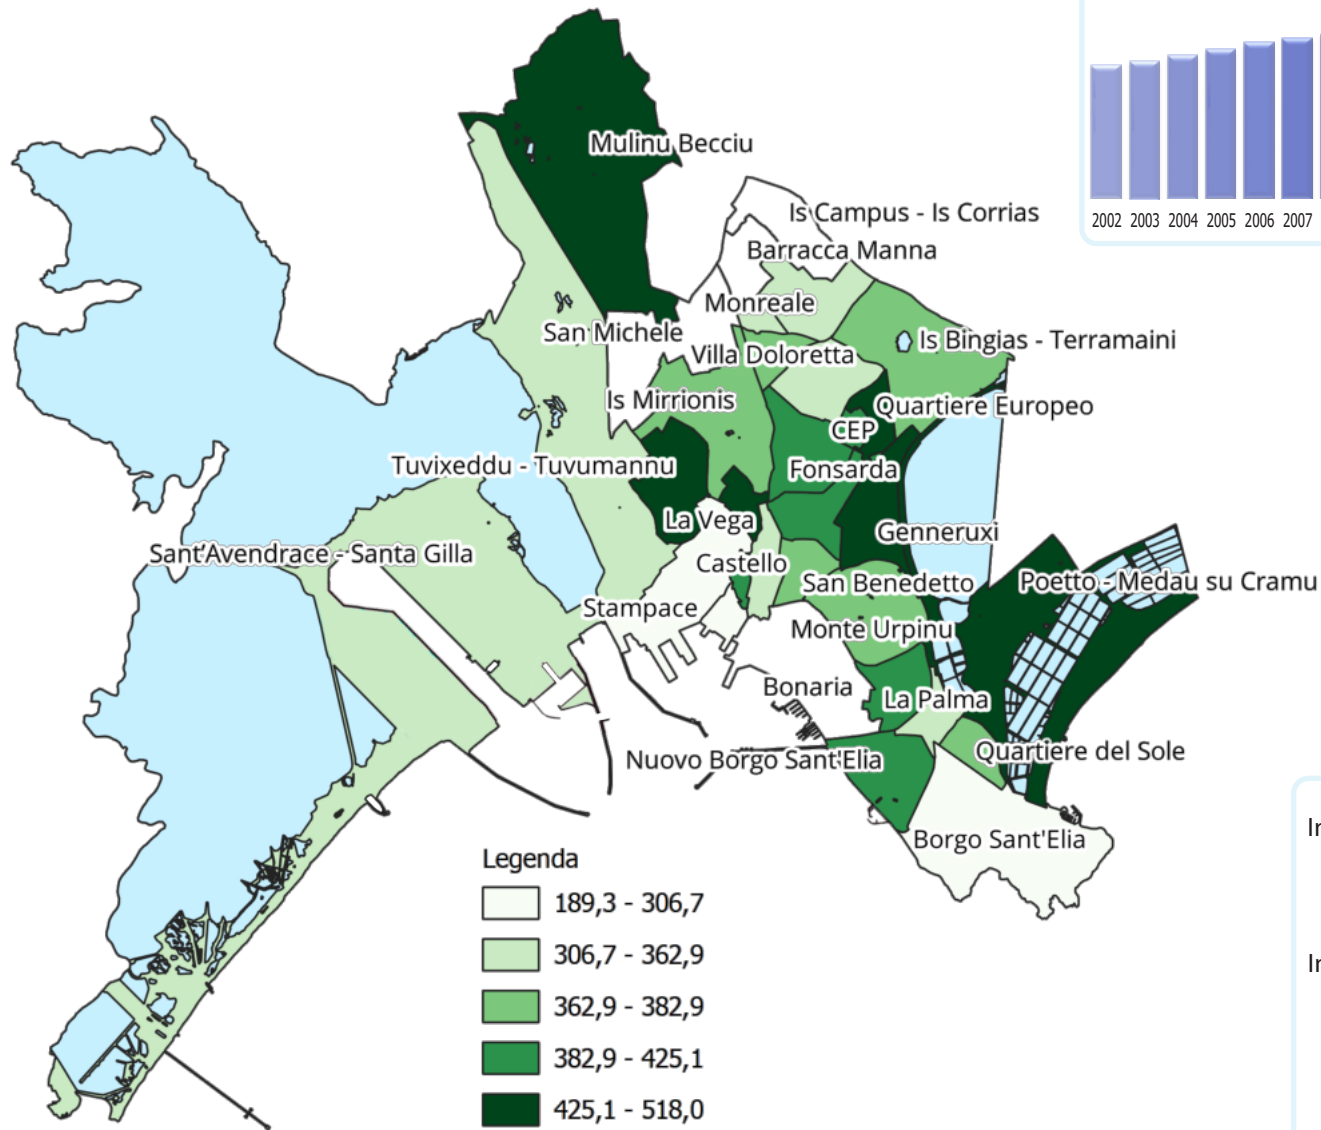 2002 2003 2004 2005 2006 2007
Mulinu Becciu
Is Campus - Is Corrias
Barracca Manna
Monreale
San Michele
Is Bingias - Terramaini
Villa Doloretta
Is Mirrionis
Quartiere Europeo
CEP
Tuvixeddu - Tuvumannu
Fonsarda
La Vega
Genneruxi
Sant'Avendrace - Santa Gilla
Castello
San Benedetto
Poetto - Medau su Cramu
Stampace
Monte Urpinu
Bonaria
La Palma
Quartiere del Sole
Nuovo Borgo Sant'Elia
Borgo Sant'Elia
Legenda
189,3 - 306,7
306,7 - 362,9
362,9 - 382,9
382,9 - 425,1
425,1 - 518,0